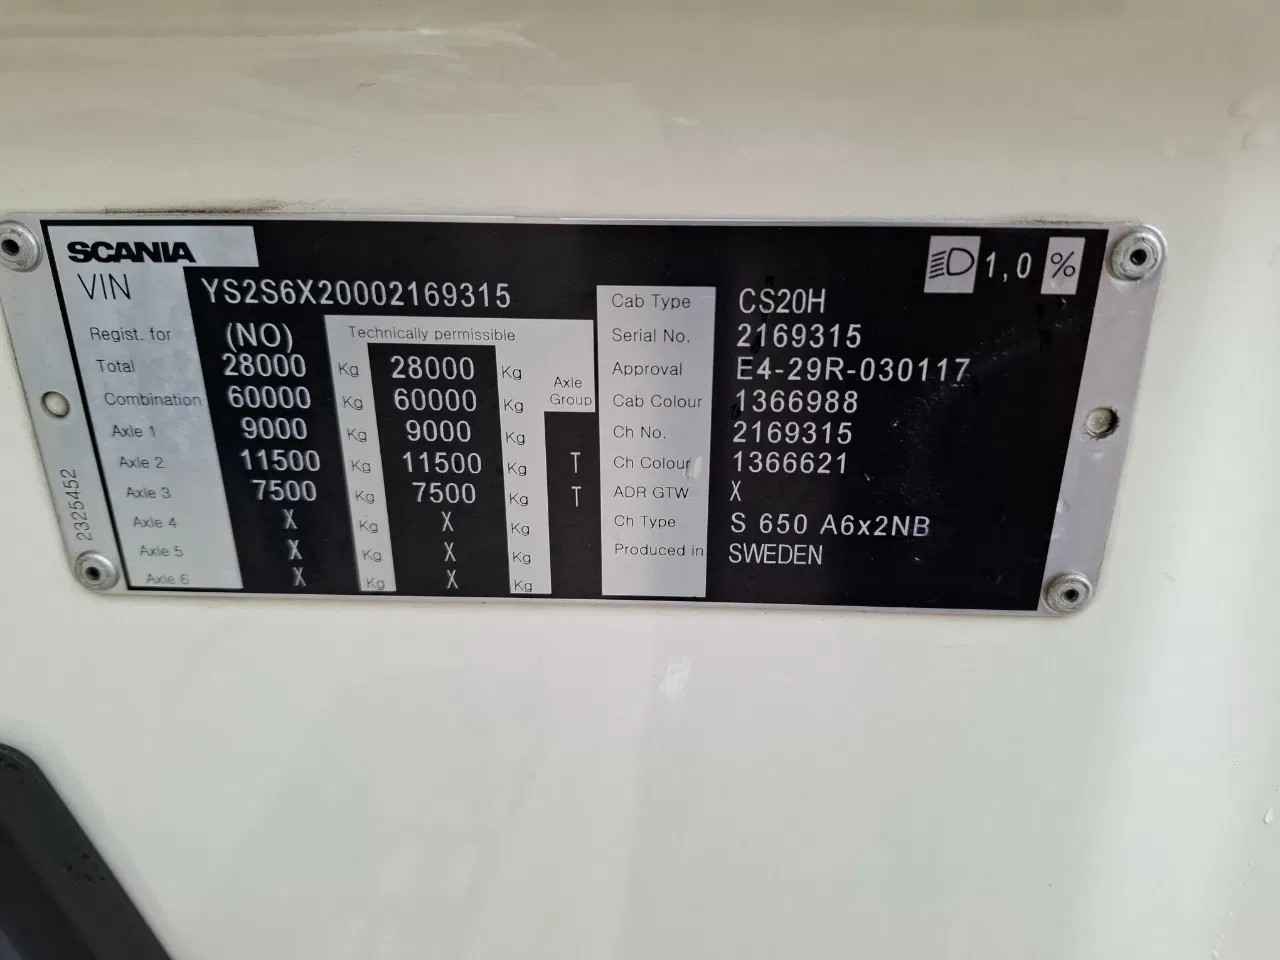 SCANIA
VIN YS2S6X20002169315
1,0 %
Regist. for (NO) Technically permissible
Total 28000 Kg 28000 Kg
Combination 60000 Kg 60000 Kg Axle Group
Axle 1 9000 Kg 9000 Kg
Axle 2 11500 Kg 11500 Kg T
Axle 3 7500 Kg 7500 Kg T
Axle 4 X Kg X Kg
Axle 5 X Kg X Kg
Axle 6 X Kg X Kg
Cab Type CS20H
Serial No. 2169315
Approval E4-29R-030117
Cab Colour 1366988
Ch No. 2169315
Ch Colour 1366621
ADR GTW X
Ch Type S 650 A6x2NB
Produced in SWEDEN
2325452